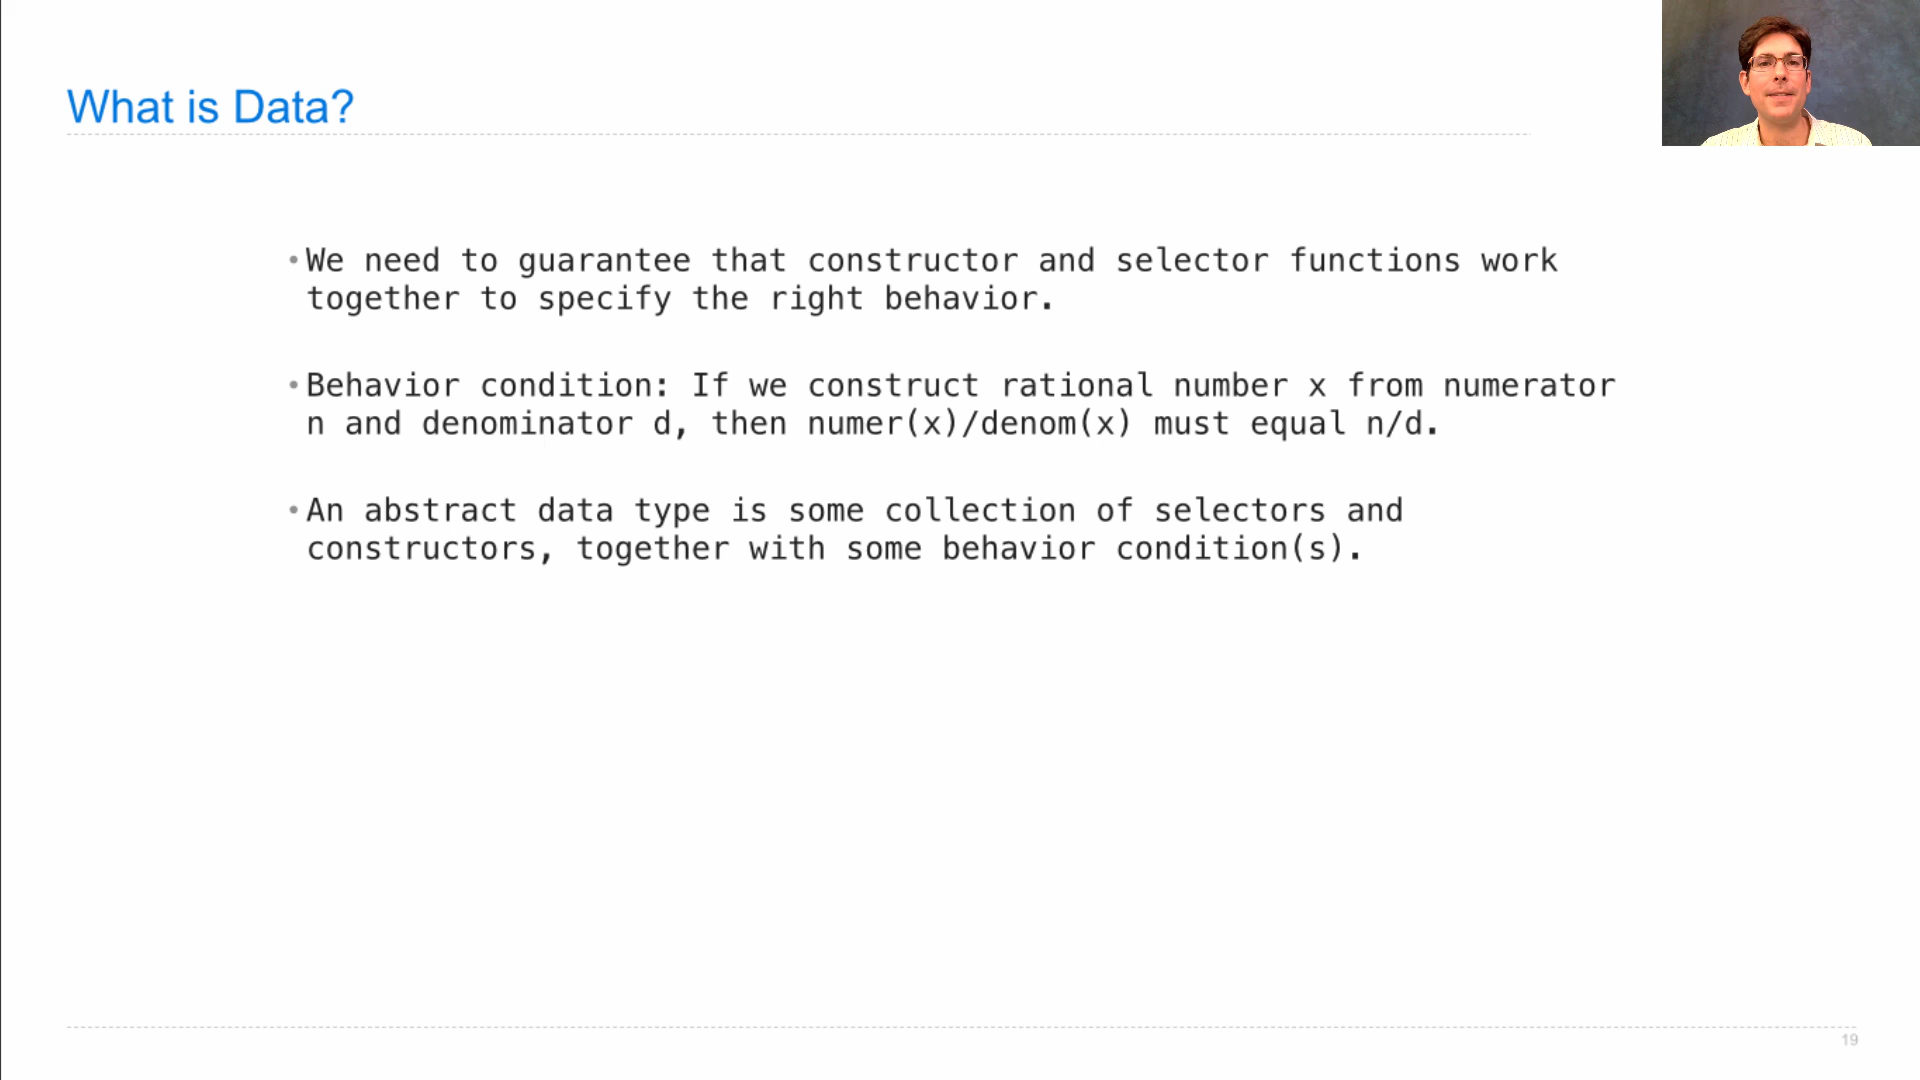 What is Data?
•We need to guarantee that constructor and selector functions work
together to specify the right behavior.
•Behavior condition: If we construct rational number x from numerator
n and denominator d, then numer(x)/denom(x) must equal n/d.
•An abstract data type is some collection of selectors and
constructors, together with some behavior condition(s).
19